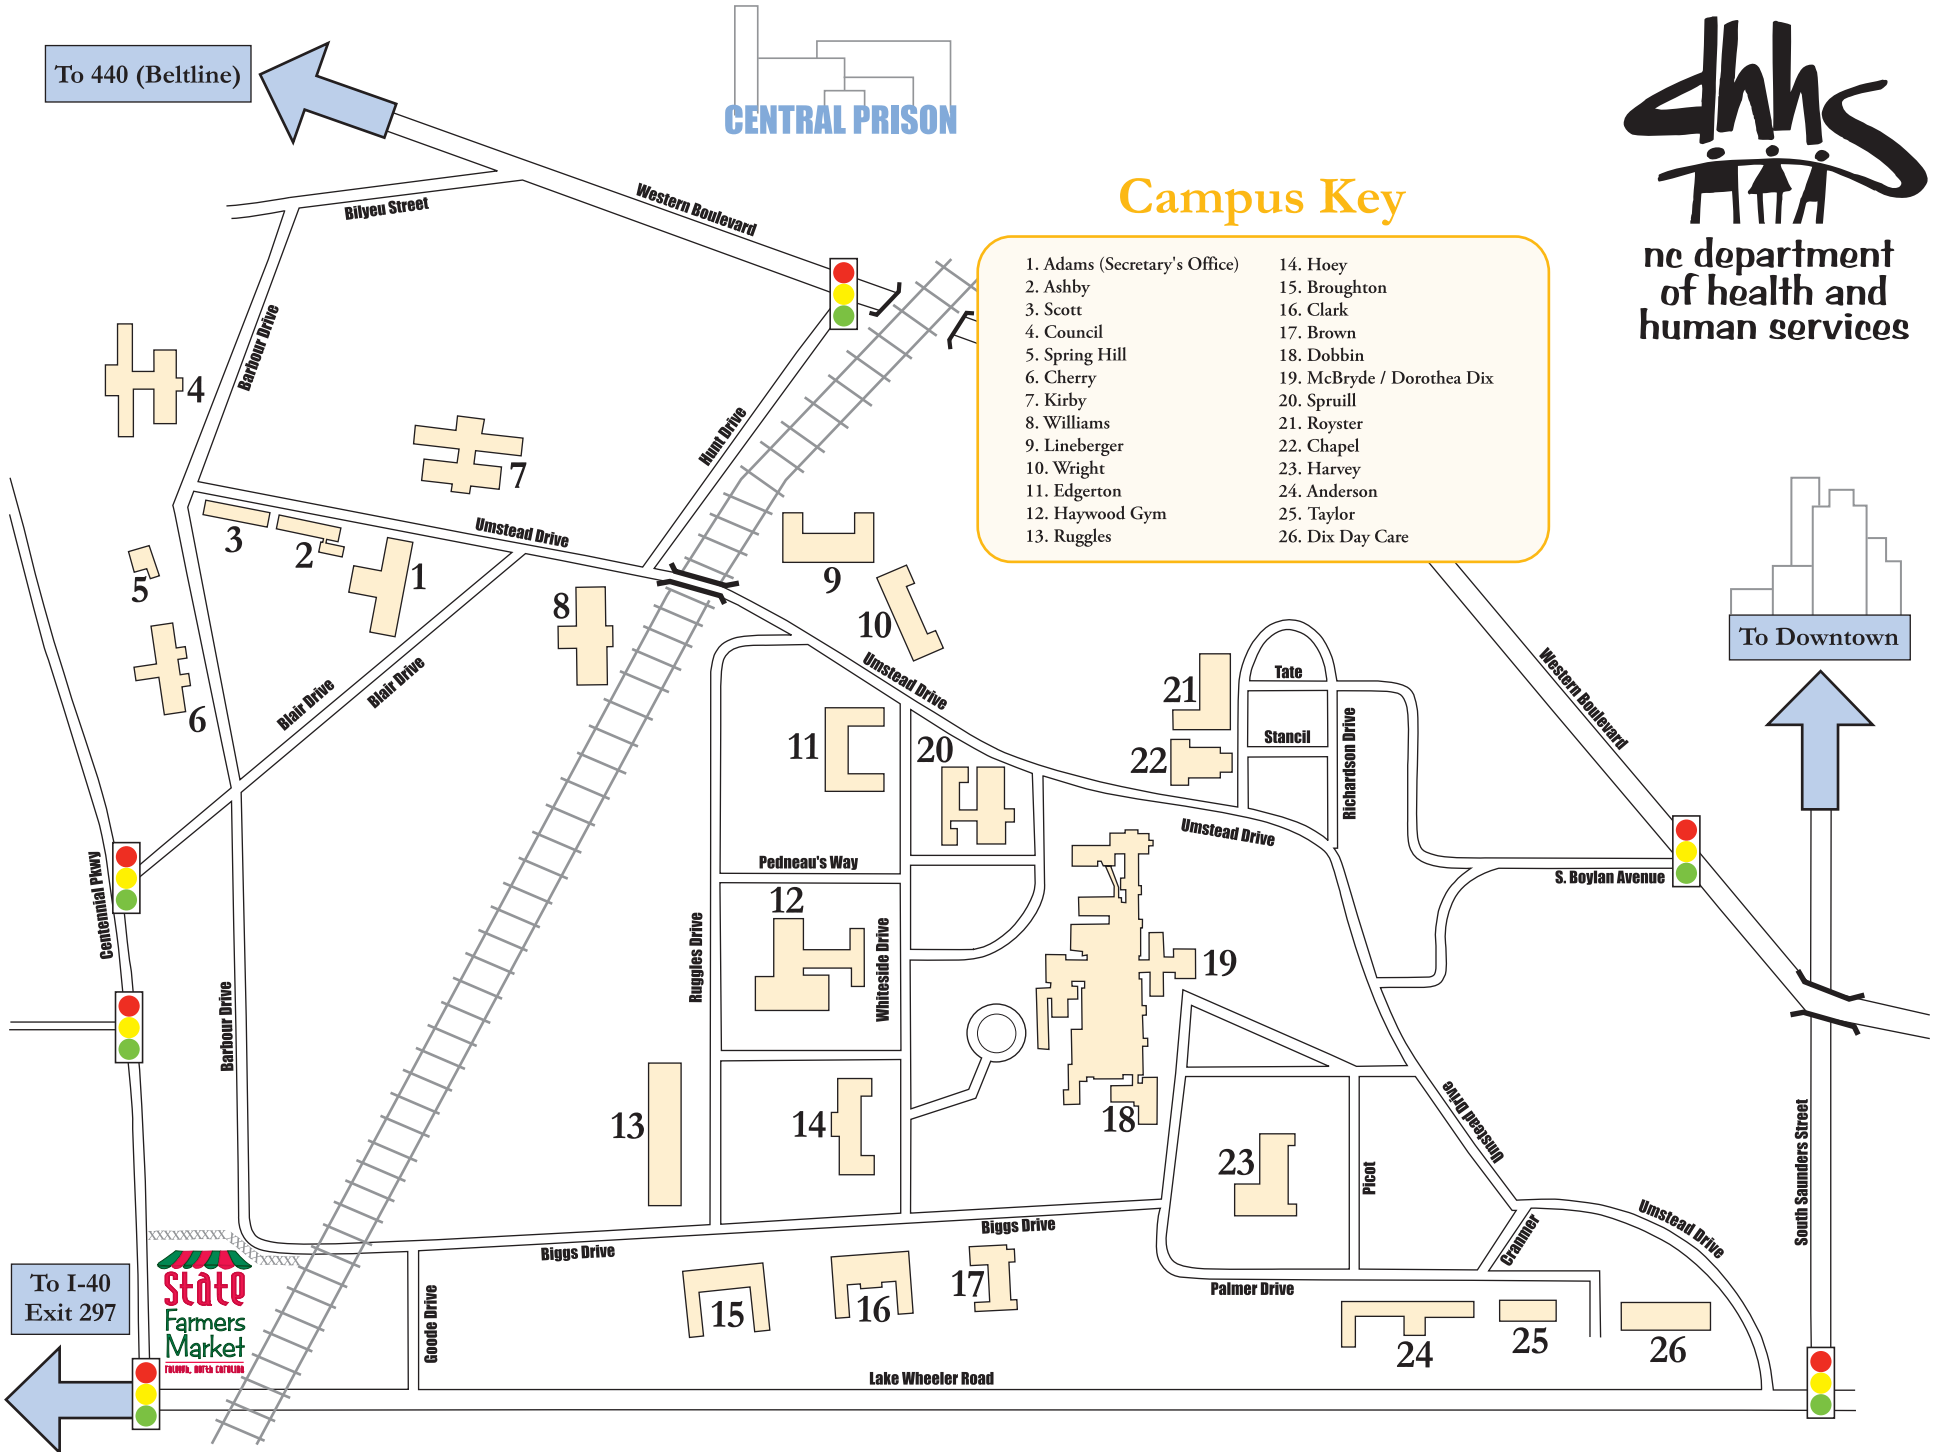 To 440 (Beltline)
CENTRAL PRISON
dhhs
nc department
of health and
human services
Western Boulevard
Bilyeu Street
Campus Key
1. Adams (Secretary's Office)
2. Ashby
3. Scott
4. Council
5. Spring Hill
6. Cherry
7. Kirby
8. Williams
9. Lineberger
10. Wright
11. Edgerton
12. Haywood Gym
13. Ruggles
14. Hoey
15. Broughton
16. Clark
17. Brown
18. Dobbin
19. McBryde / Dorothea Dix
20. Spruill
21. Royster
22. Chapel
23. Harvey
24. Anderson
25. Taylor
26. Dix Day Care
Barbour Drive
4
Hunt Drive
7
Umstead Drive
3
2
1
5
8
9
10
To Downtown
6
Blair Drive
Blair Drive
Umstead Drive
Tate
21
Western Boulevard
Richardson Drive
Stancil
11
20
22
Umstead Drive
Pedneau's Way
S. Boylan Avenue
Centennial Pkwy
12
Ruggles Drive
Whiteside Drive
19
Barbour Drive
13
14
18
Umstead Drive
23
Picot
South Saunders Street
Biggs Drive
Biggs Drive
Cranmer
Umstead Drive
To I-40
Exit 297
State
Farmers
Market
Raleigh, North Carolina
Goode Drive
15
16
17
Palmer Drive
24
25
26
Lake Wheeler Road